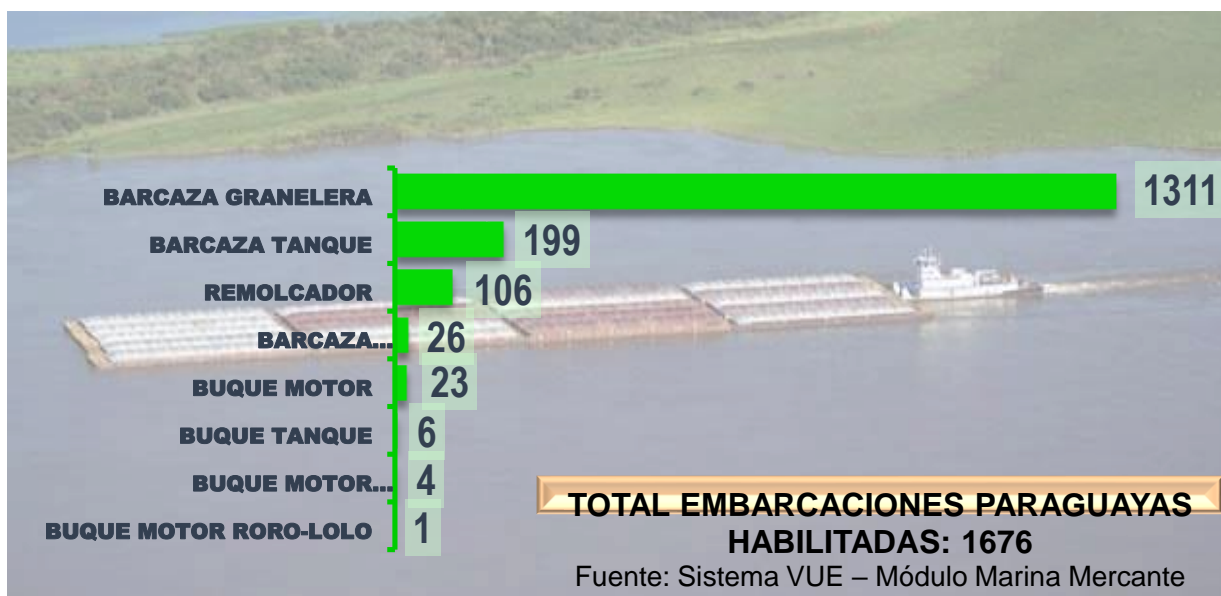 BARCAZA GRANELERA 1311
BARCAZA TANQUE 199
REMOLCADOR 106
BARCAZA... 26
BUQUE MOTOR 23
BUQUE TANQUE 6
BUQUE MOTOR... 4
BUQUE MOTOR RORO-LOLO 1
TOTAL EMBARCACIONES PARAGUAYAS
HABILITADAS: 1676
Fuente: Sistema VUE – Módulo Marina Mercante